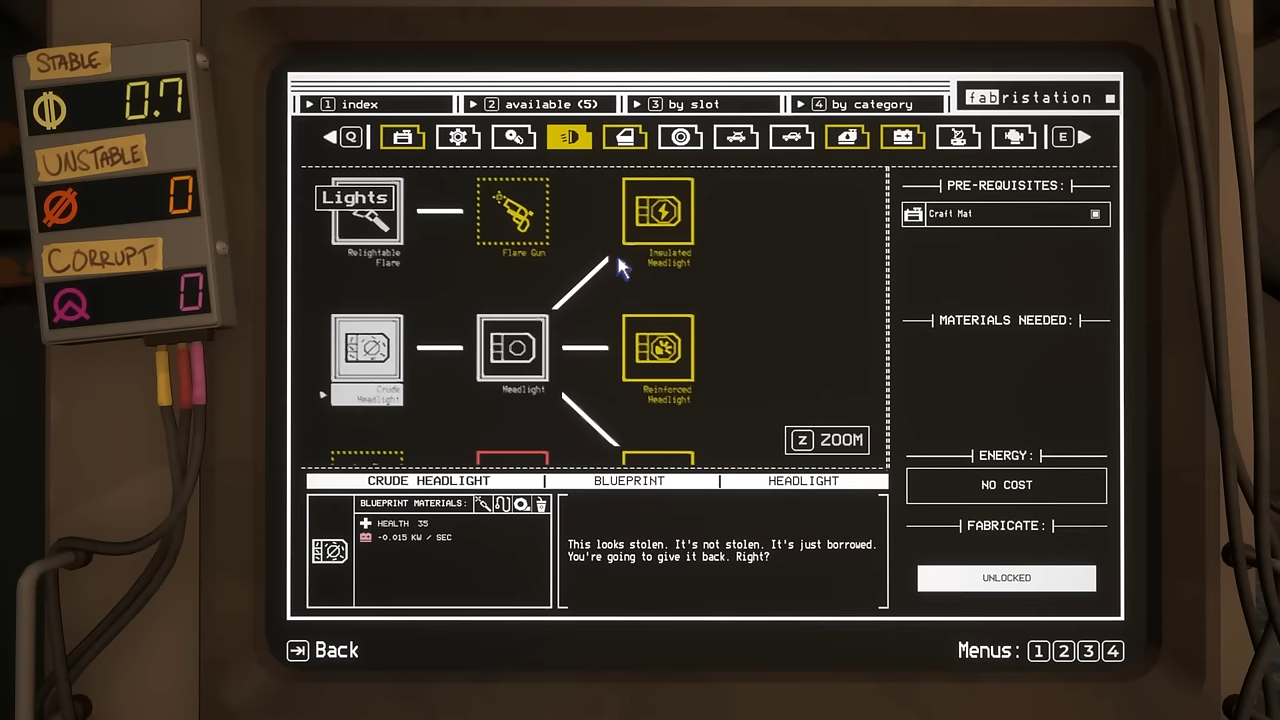 STABLE
0.7
UNSTABLE
0
CORRUPT
0
1 index
2 available (5)
3 by slot
4 by category
fabristation
Q
E
Lights
Relightable
Flare
Flare Gun
Insulated
Headlight
Crude
Headlight
Headlight
Reinforced
Headlight
Z ZOOM
PRE-REQUISITES:
Craft Mat
MATERIALS NEEDED:
ENERGY:
NO COST
FABRICATE:
UNLOCKED
CRUDE HEADLIGHT
BLUEPRINT
HEADLIGHT
BLUEPRINT MATERIALS:
HEALTH 35
-0.015 KW / SEC
This looks stolen. It's not stolen. It's just borrowed.
You're going to give it back. Right?
Back
Menus: 1 2 3 4